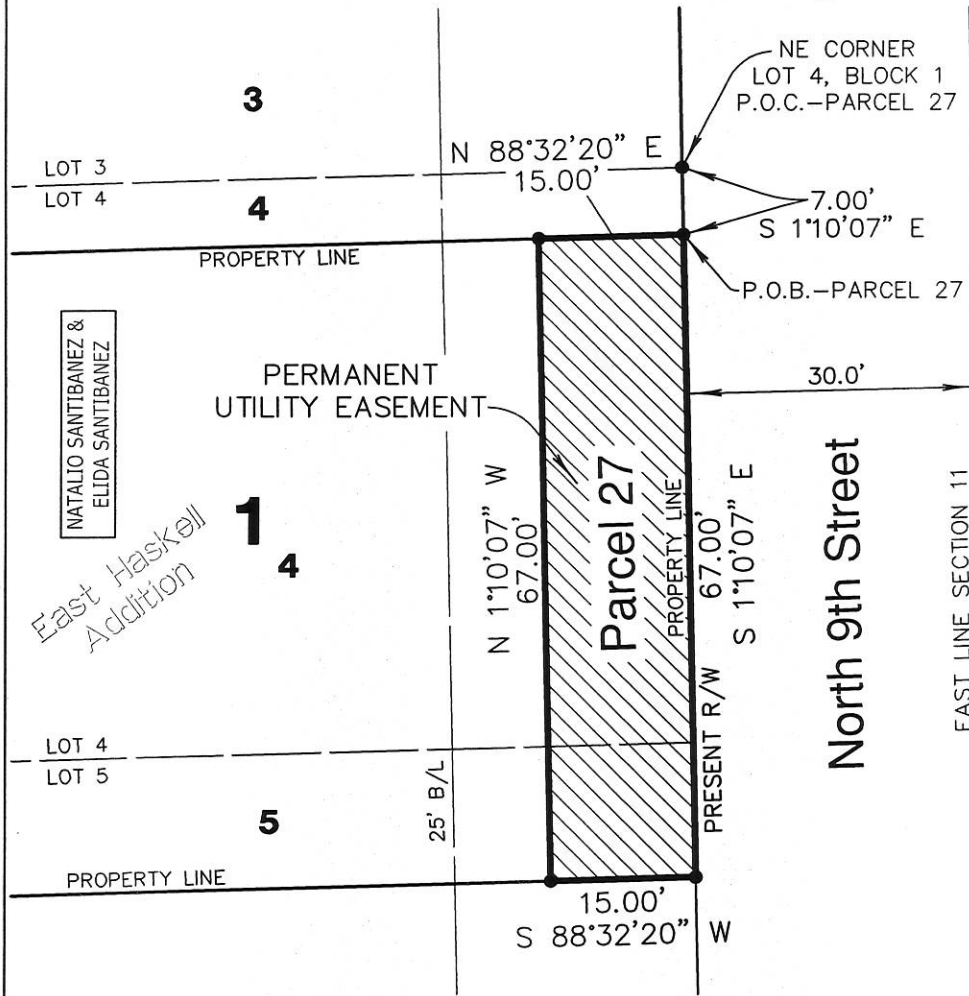 NE CORNER
LOT 4, BLOCK 1
P.O.C.-PARCEL 27
3
N 88°32'20" E
15.00'
LOT 3
LOT 4
4
7.00'
S 1°10'07" E
PROPERTY LINE
P.O.B.-PARCEL 27
NATALIO SANTIBANEZ &
ELIDA SANTIBANEZ
PERMANENT
UTILITY EASEMENT
30.0'
East Haskell
Addition
1
4
N 1°10'07" W
67.00'
Parcel 27
PROPERTY LINE
67.00'
S 1°10'07" E
North 9th Street
EAST LINE SECTION 11
LOT 4
LOT 5
5
25' B/L
PRESENT R/W
PROPERTY LINE
15.00'
S 88°32'20" W